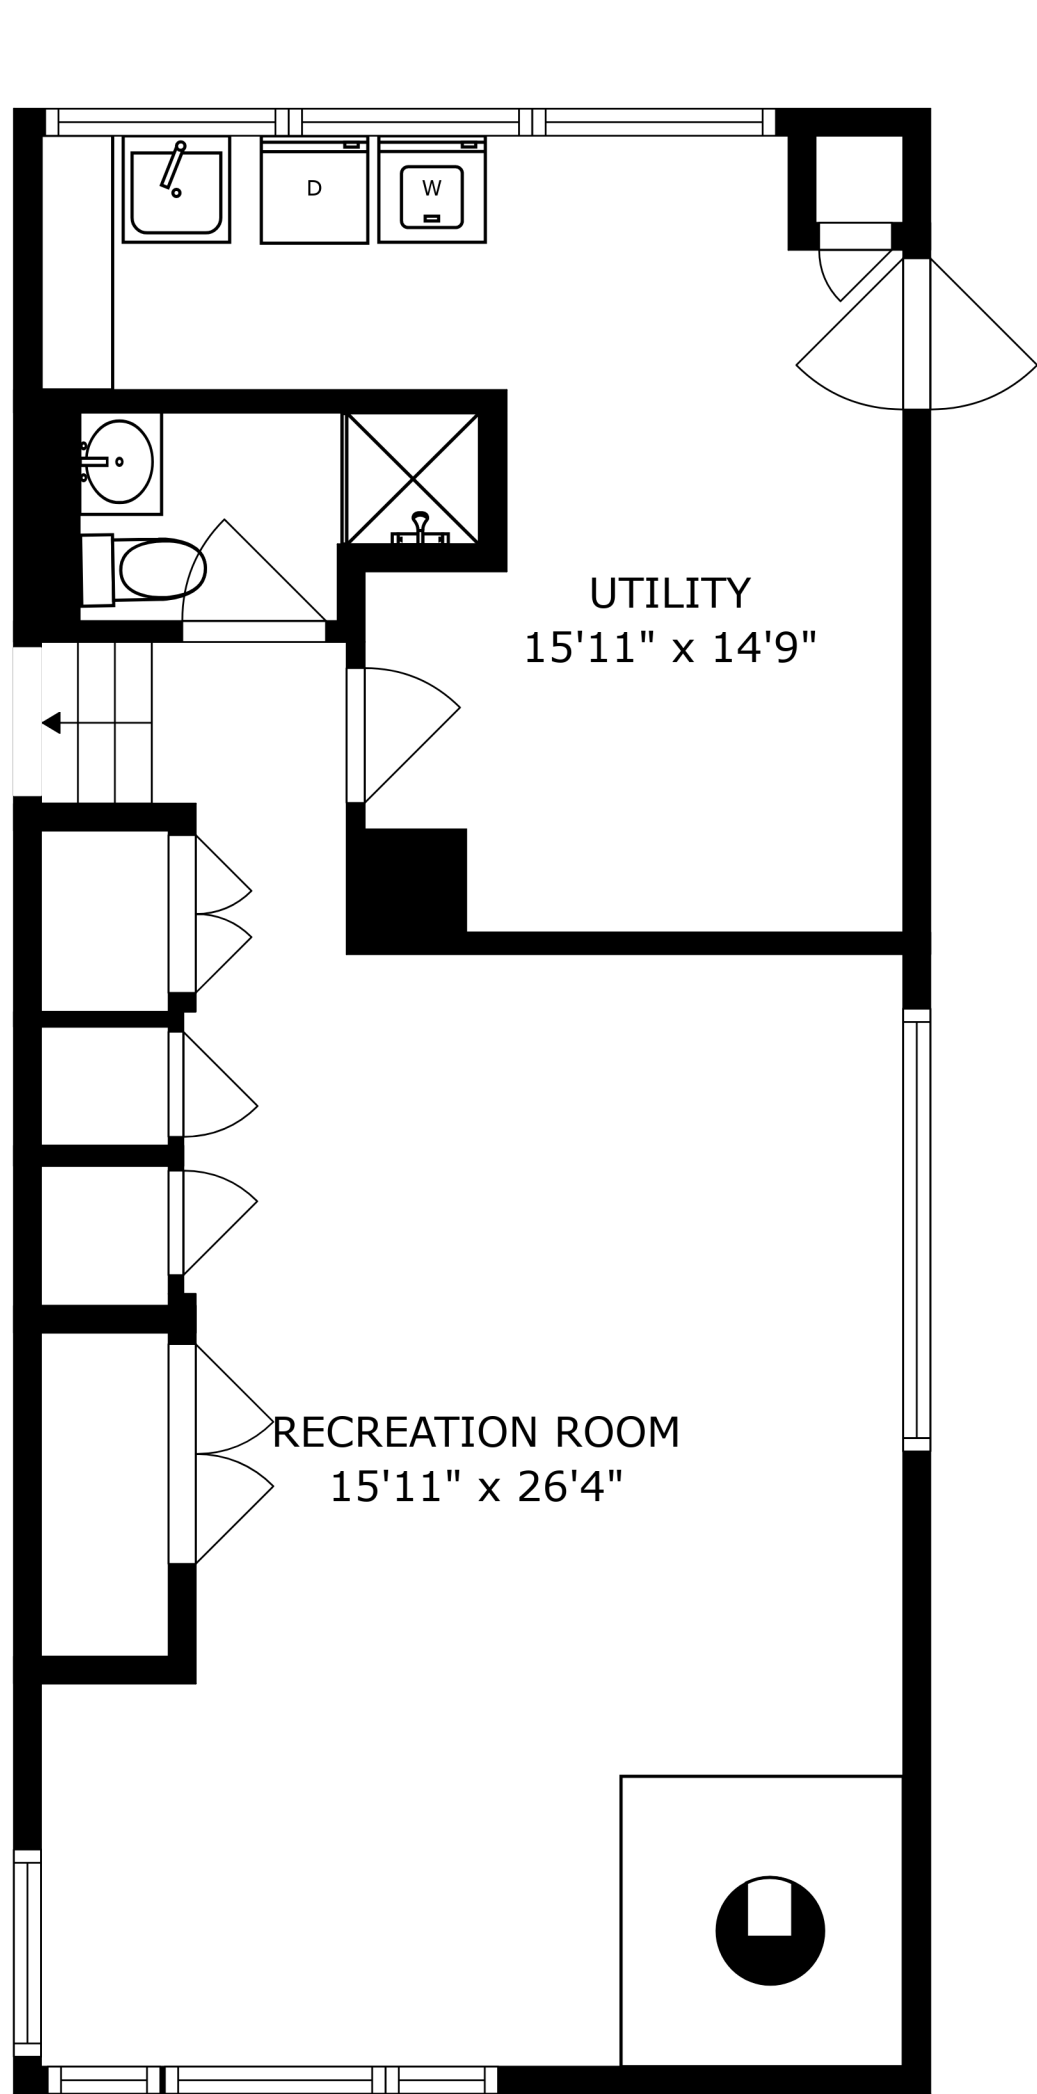 D
W
UTILITY
15'11" x 14'9"
RECREATION ROOM
15'11" x 26'4"